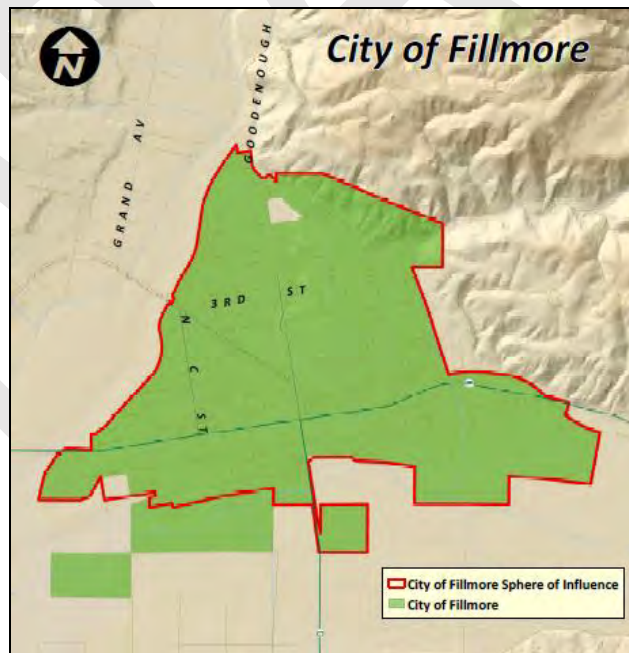 N
City of Fillmore
GOODENOUGH
GRAND AV
3RD ST
N C ST
City of Fillmore Sphere of Influence
City of Fillmore